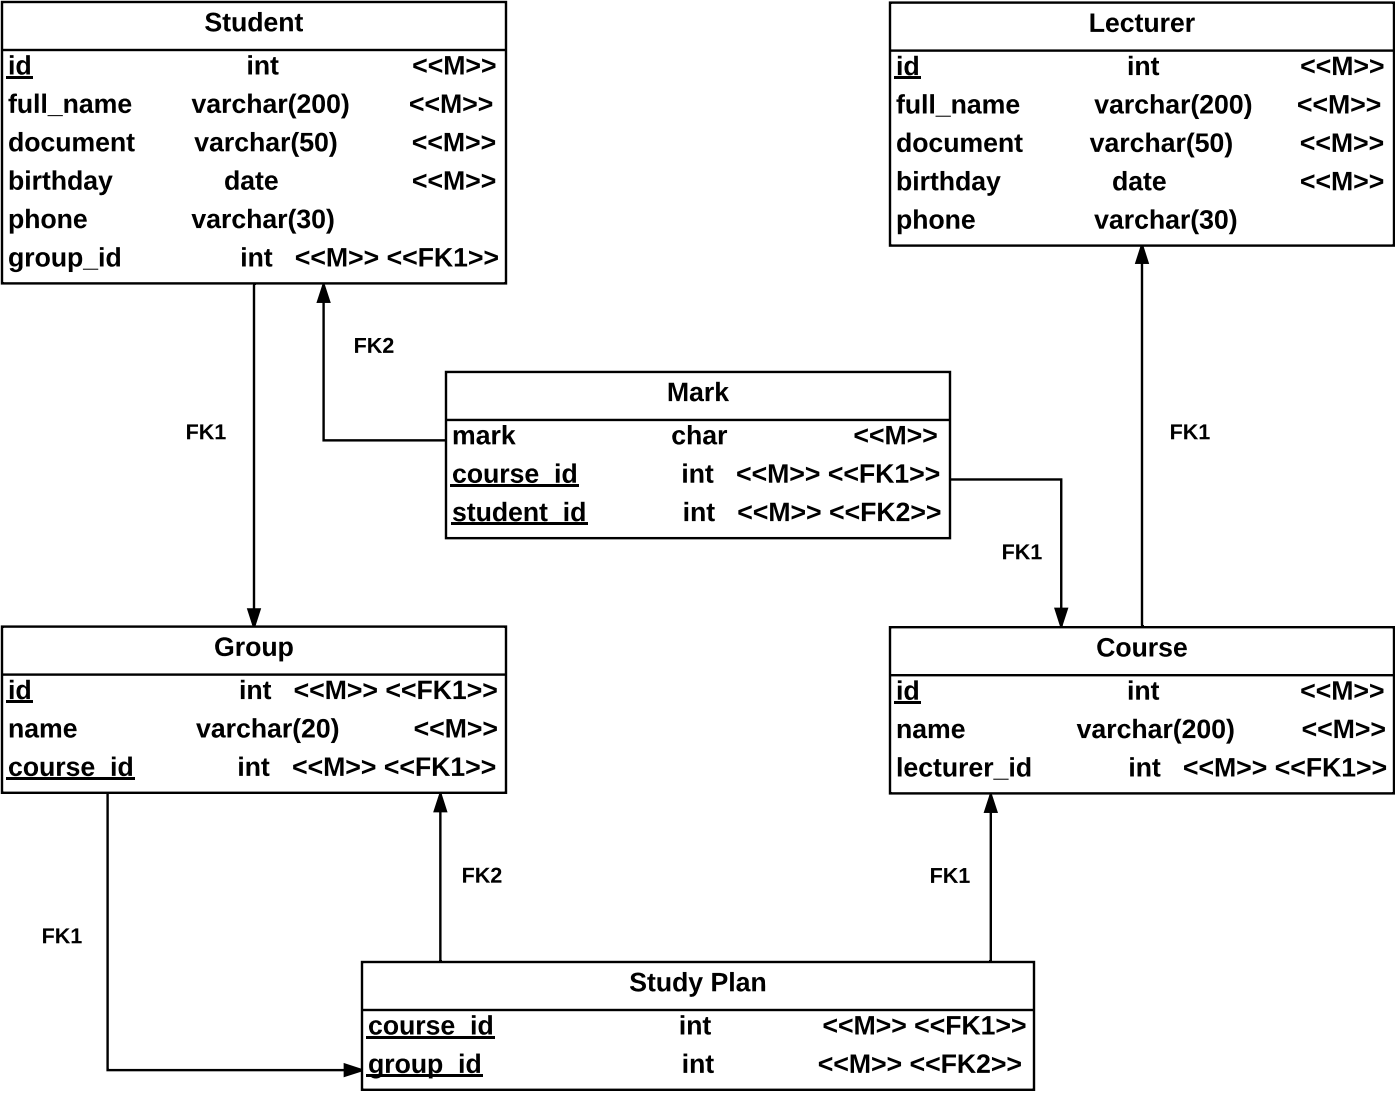 Student
id int <<M>>
full_name varchar(200) <<M>>
document varchar(50) <<M>>
birthday date <<M>>
phone varchar(30)
group_id int <<M>> <<FK1>>
Lecturer
id int <<M>>
full_name varchar(200) <<M>>
document varchar(50) <<M>>
birthday date <<M>>
phone varchar(30)
FK2
FK1
Mark
mark char <<M>>
course_id int <<M>> <<FK1>>
student_id int <<M>> <<FK2>>
FK1
FK1
Group
id int <<M>> <<FK1>>
name varchar(20) <<M>>
course_id int <<M>> <<FK1>>
Course
id int <<M>>
name varchar(200) <<M>>
lecturer_id int <<M>> <<FK1>>
FK2
FK1
FK1
Study Plan
course_id int <<M>> <<FK1>>
group_id int <<M>> <<FK2>>